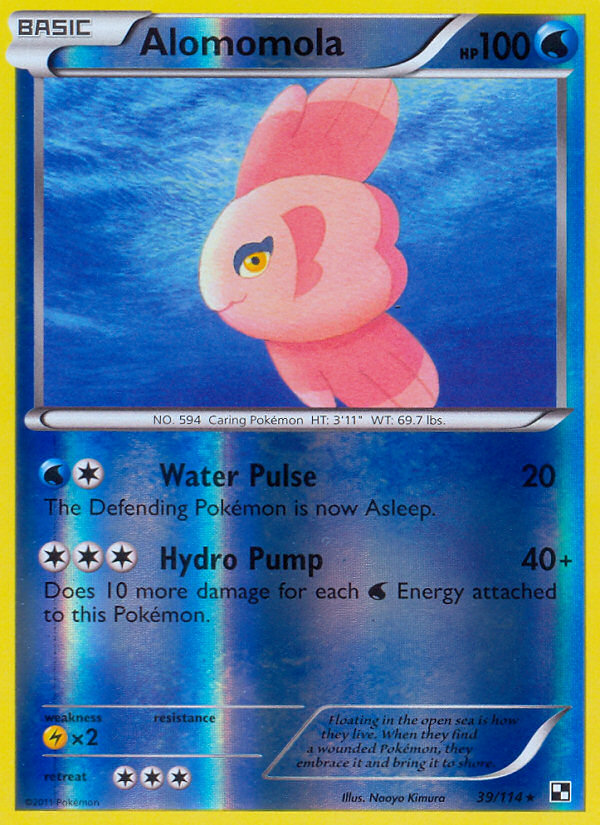 BASIC
Alomomola HP100
NO. 594 Caring Pokémon HT: 3'11" WT: 69.7 lbs.
Water Pulse 20
The Defending Pokémon is now Asleep.
Hydro Pump 40+
Does 10 more damage for each Energy attached
to this Pokémon.
weakness resistance
×2
retreat
Floating in the open sea is how
they live. When they find
a wounded Pokémon, they
embrace it and bring it to shore.
©2011 Pokémon
Illus. Naoyo Kimura 39/114 ★